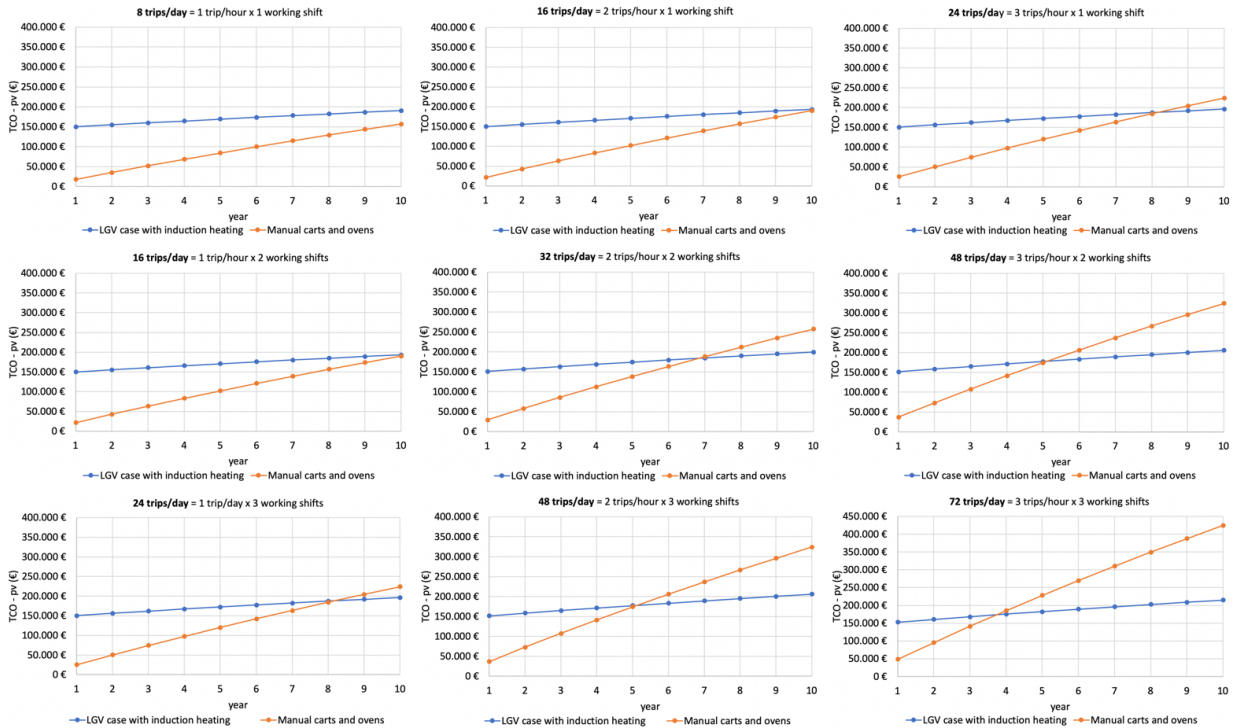 8 trips/day = 1 trip/hour x 1 working shift
400.000 €
350.000 €
300.000 €
250.000 €
200.000 €
150.000 €
100.000 €
50.000 €
0 €
TCO - pv (€)
1 2 3 4 5 6 7 8 9 10
year
LGV case with induction heating Manual carts and ovens
16 trips/day = 2 trips/hour x 1 working shift
400.000 €
350.000 €
300.000 €
250.000 €
200.000 €
150.000 €
100.000 €
50.000 €
0 €
TCO - pv (€)
1 2 3 4 5 6 7 8 9 10
year
LGV case with induction heating Manual carts and ovens
24 trips/day = 3 trips/hour x 1 working shift
400.000 €
350.000 €
300.000 €
250.000 €
200.000 €
150.000 €
100.000 €
50.000 €
0 €
TCO - pv (€)
1 2 3 4 5 6 7 8 9 10
year
LGV case with induction heating Manual carts and ovens
16 trips/day = 1 trip/hour x 2 working shifts
400.000 €
350.000 €
300.000 €
250.000 €
200.000 €
150.000 €
100.000 €
50.000 €
0 €
TCO - pv (€)
1 2 3 4 5 6 7 8 9 10
year
LGV case with induction heating Manual carts and ovens
32 trips/day = 2 trips/hour x 2 working shifts
400.000 €
350.000 €
300.000 €
250.000 €
200.000 €
150.000 €
100.000 €
50.000 €
0 €
TCO - pv (€)
1 2 3 4 5 6 7 8 9 10
year
LGV case with induction heating Manual carts and ovens
48 trips/day = 3 trips/hour x 2 working shifts
400.000 €
350.000 €
300.000 €
250.000 €
200.000 €
150.000 €
100.000 €
50.000 €
0 €
TCO - pv (€)
1 2 3 4 5 6 7 8 9 10
year
LGV case with induction heating Manual carts and ovens
24 trips/day = 1 trip/day x 3 working shifts
400.000 €
350.000 €
300.000 €
250.000 €
200.000 €
150.000 €
100.000 €
50.000 €
0 €
TCO - pv (€)
1 2 3 4 5 6 7 8 9 10
year
LGV case with induction heating Manual carts and ovens
48 trips/day = 2 trips/hour x 3 working shifts
400.000 €
350.000 €
300.000 €
250.000 €
200.000 €
150.000 €
100.000 €
50.000 €
0 €
TCO - pv (€)
1 2 3 4 5 6 7 8 9 10
year
LGV case with induction heating Manual carts and ovens
72 trips/day = 3 trips/hour x 3 working shifts
450.000 €
400.000 €
350.000 €
300.000 €
250.000 €
200.000 €
150.000 €
100.000 €
50.000 €
0 €
TCO - pv (€)
1 2 3 4 5 6 7 8 9 10
year
LGV case with induction heating Manual carts and ovens